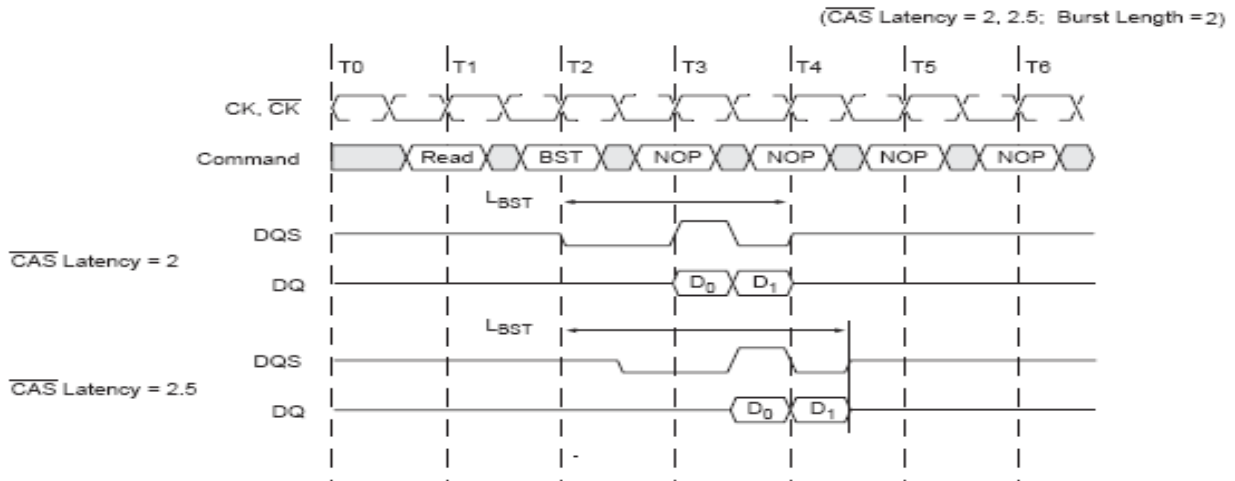 (CAS Latency = 2, 2.5; Burst Length = 2)
T0 T1 T2 T3 T4 T5 T6
CK, CK
Command Read BST NOP NOP NOP NOP
LBST
DQS
CAS Latency = 2
DQ D0 D1
LBST
DQS
CAS Latency = 2.5
DQ D0 D1